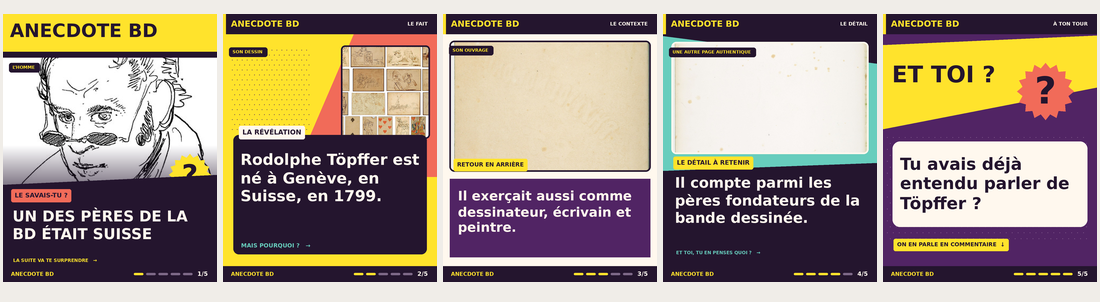 ANECDOTE BD
L'HOMME
?
LE SAVAIS-TU ?
UN DES PÈRES DE LA
BD ÉTAIT SUISSE
LA SUITE VA TE SURPRENDRE →
ANECDOTE BD
1/5
ANECDOTE BD
LE FAIT
SON DESSIN
LA RÉVÉLATION
Rodolphe Töpffer est
né à Genève, en
Suisse, en 1799.
MAIS POURQUOI ? →
ANECDOTE BD
2/5
ANECDOTE BD
LE CONTEXTE
SON OUVRAGE
RETOUR EN ARRIÈRE
Il exerçait aussi comme
dessinateur, écrivain et
peintre.
ANECDOTE BD
3/5
ANECDOTE BD
LE DÉTAIL
UNE AUTRE PAGE AUTHENTIQUE
LE DÉTAIL À RETENIR
Il compte parmi les
pères fondateurs de la
bande dessinée.
ET TOI, TU EN PENSES QUOI ? →
ANECDOTE BD
4/5
ANECDOTE BD
À TON TOUR
ET TOI ?
?
Tu avais déjà
entendu parler de
Töpffer ?
ON EN PARLE EN COMMENTAIRE ↓
ANECDOTE BD
5/5